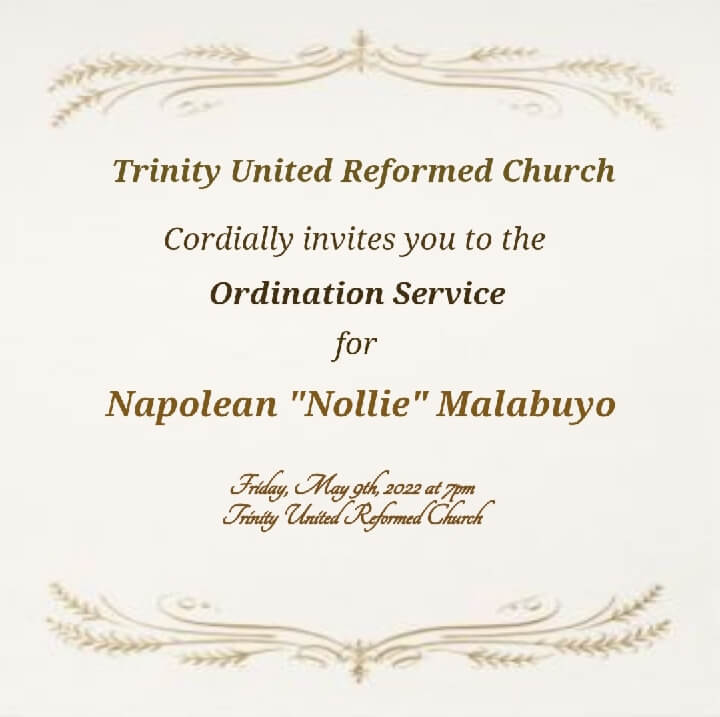 Trinity United Reformed Church
Cordially invites you to the
Ordination Service
for
Napolean "Nollie" Malabuyo
Friday, May 9th, 2022 at 7pm
Trinity United Reformed Church